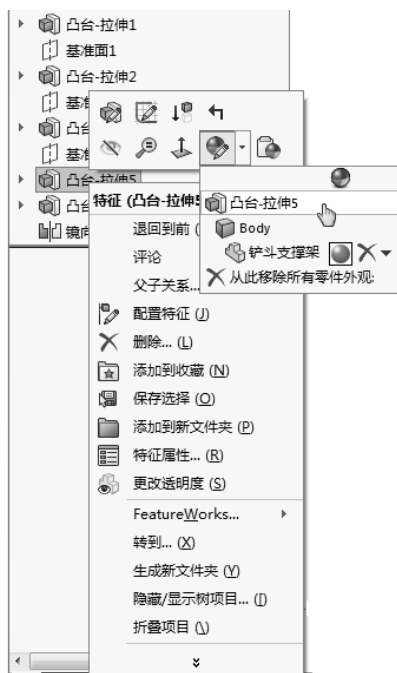 凸台-拉伸1
基准面1
凸台-拉伸2
基准
凸台
基
凸台-拉伸5
凸台
镜向
特征 (凸台-拉伸5
凸台-拉伸5
Body
铲斗支撑架
从此移除所有零件外观:
退回到前 (
评论
父子关系...
配置特征 (J)
删除... (L)
添加到收藏 (N)
保存选择 (O)
添加到新文件夹 (P)
特征属性... (R)
更改透明度 (S)
FeatureWorks...
转到... (X)
生成新文件夹 (Y)
隐藏/显示树项目... ([)
折叠项目 (\)